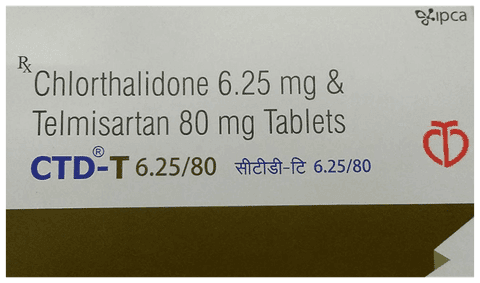 ipca
Rx
Chlorthalidone 6.25 mg &
Telmisartan 80 mg Tablets
CTD®-T 6.25/80 सीटीडी-टि 6.25/80